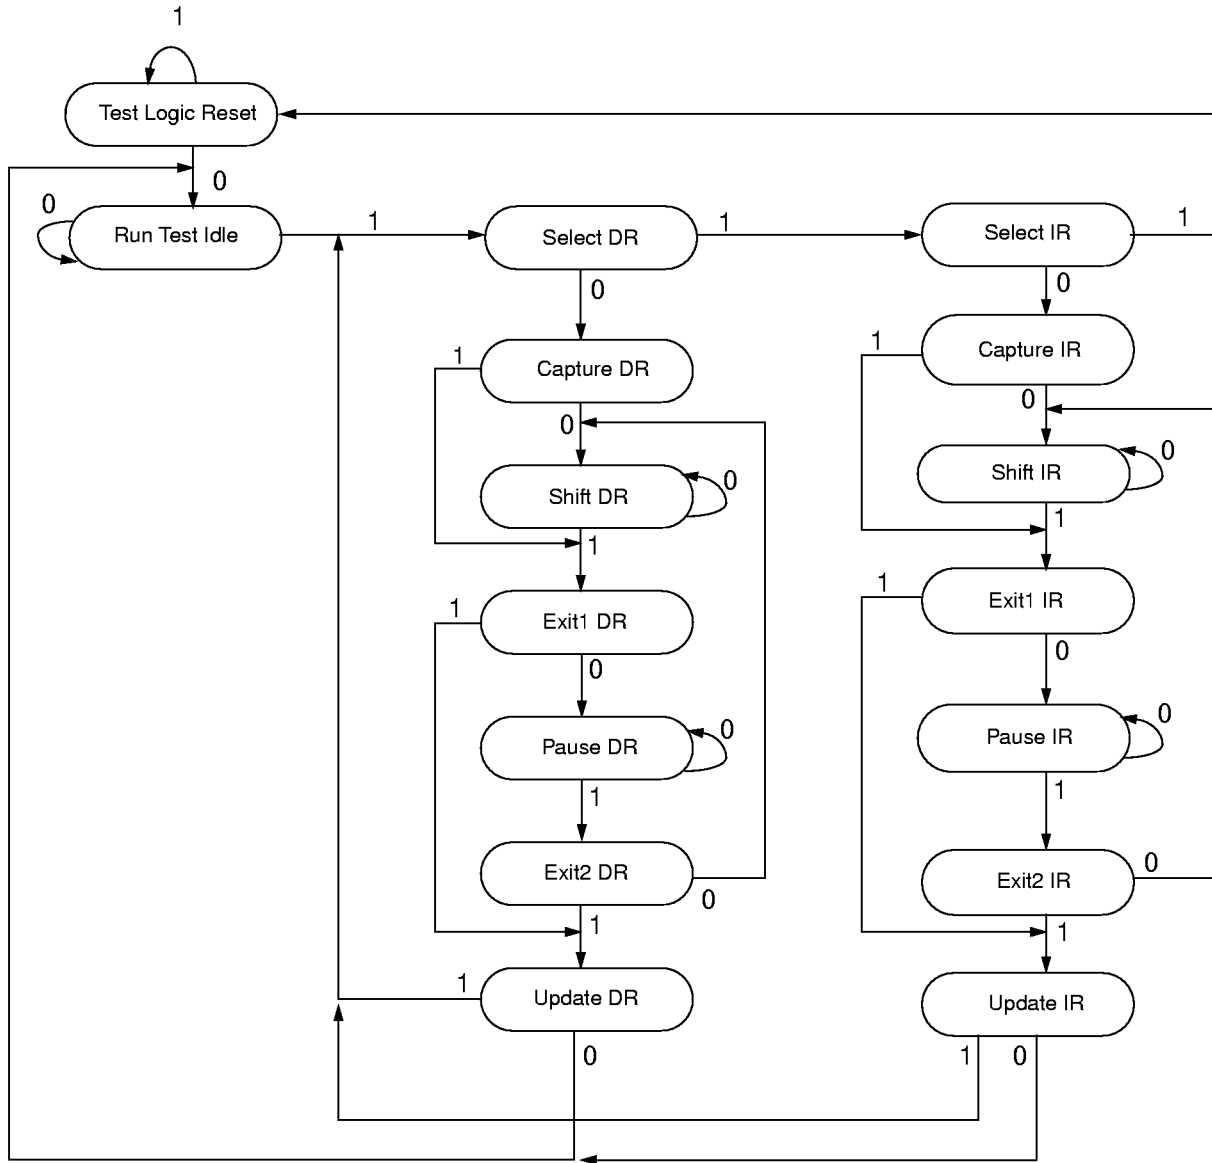 1
Test Logic Reset
0
0
Run Test Idle
1
Select DR
1
Select IR
1
0
0
1
Capture DR
1
Capture IR
0
0
Shift DR
0
Shift IR
0
1
1
1
Exit1 DR
1
Exit1 IR
0
0
Pause DR
0
Pause IR
0
1
1
Exit2 DR
0
Exit2 IR
0
1
1
1
Update DR
Update IR
0
1
0